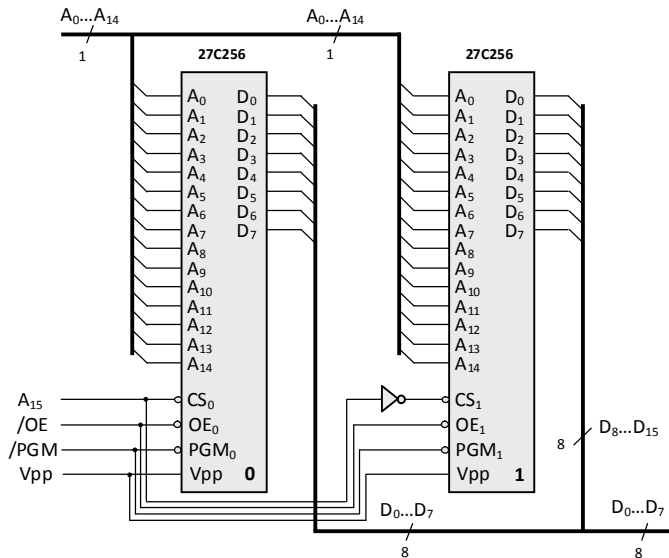 A₀...A₁₄
1
A₀...A₁₄
1
27C256
A₀ D₀
A₁ D₁
A₂ D₂
A₃ D₃
A₄ D₄
A₅ D₅
A₆ D₆
A₇ D₇
A₈
A₉
A₁₀
A₁₁
A₁₂
A₁₃
A₁₄
A₁₅ CS₀
/OE OE₀
/PGM PGM₀
Vpp Vpp 0
27C256
A₀ D₀
A₁ D₁
A₂ D₂
A₃ D₃
A₄ D₄
A₅ D₅
A₆ D₆
A₇ D₇
A₈
A₉
A₁₀
A₁₁
A₁₂
A₁₃
A₁₄
CS₁
OE₁
PGM₁
Vpp 1
8
D₈...D₁₅
D₀...D₇
8
D₀...D₇
8